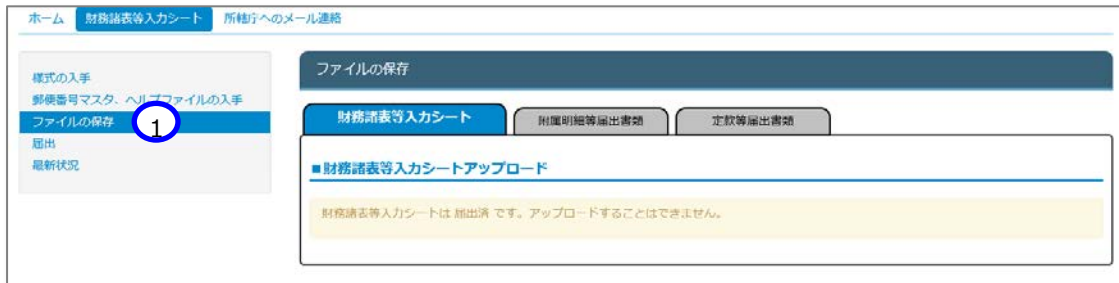 ホーム 財務諸表等入力シート 所轄庁へのメール連絡
様式の入手
郵便番号マスタ、ヘルプファイルの入手
ファイルの保存 1
届出
最新状況
ファイルの保存
財務諸表等入力シート 附属明細等届出書類 定款等届出書類
■財務諸表等入力シートアップロード
財務諸表等入力シートは 届出済 です。アップロードすることはできません。